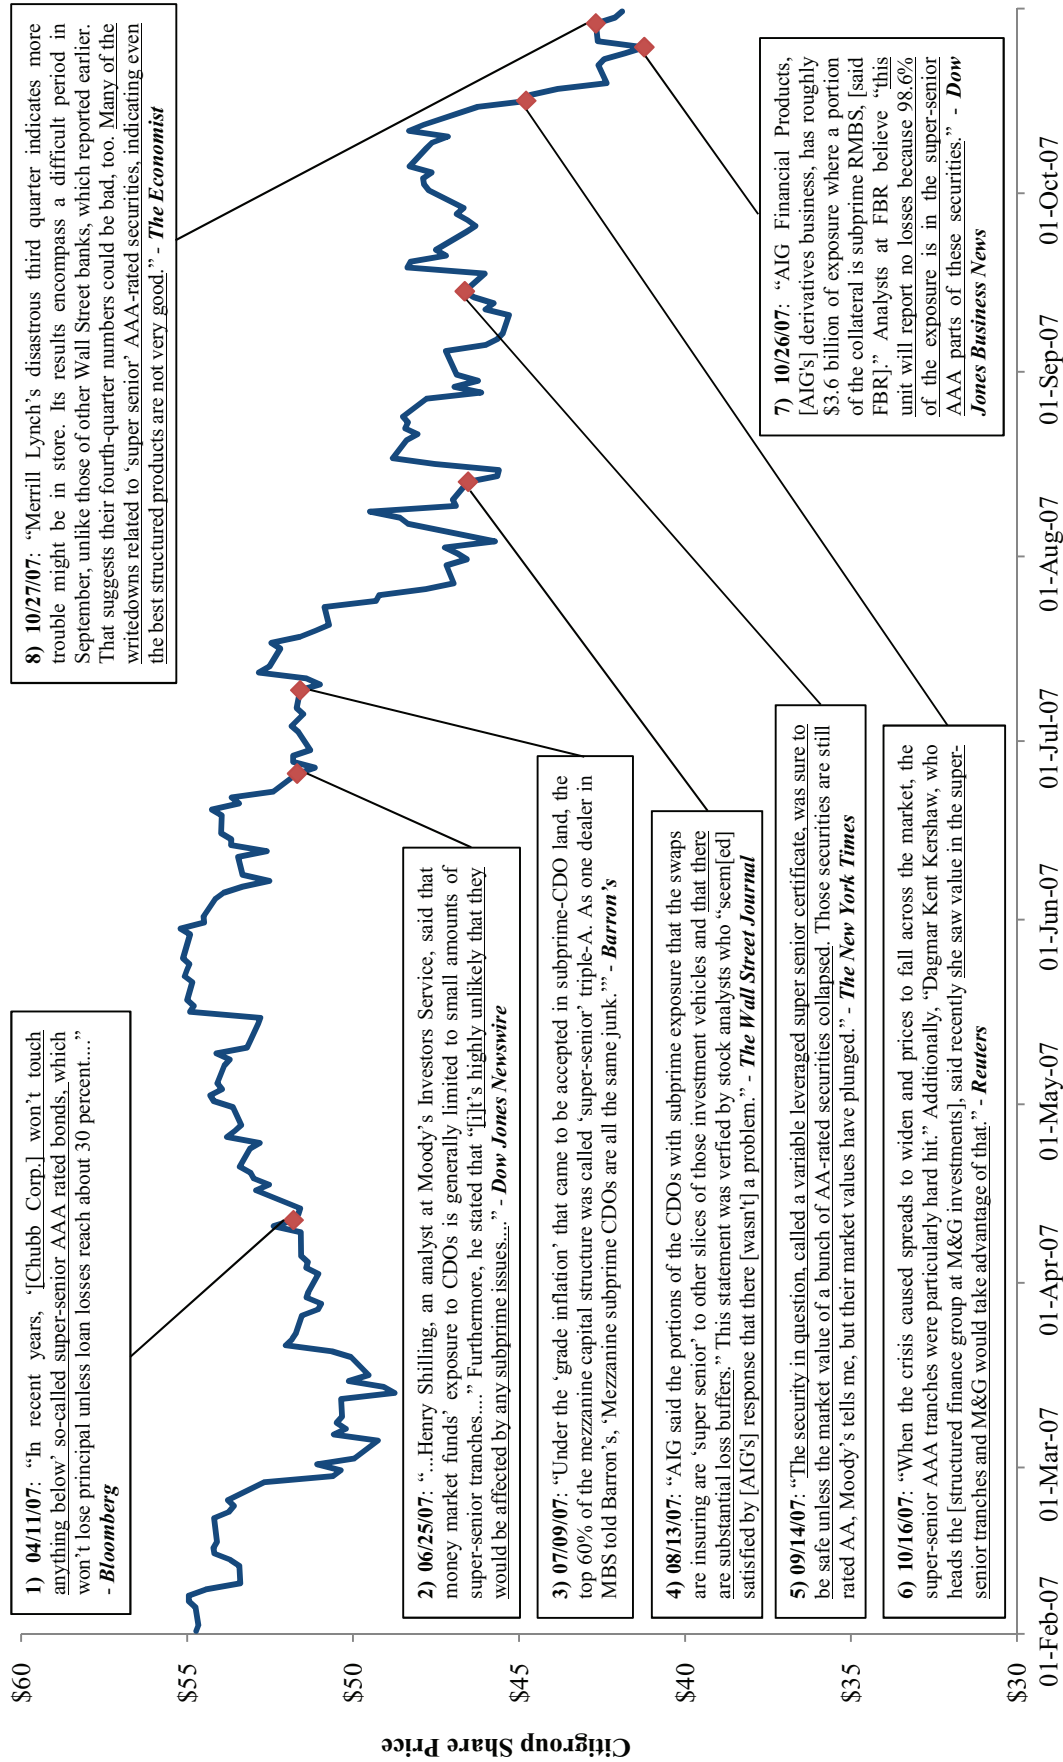 1) 04/11/07: “In recent years, ‘[Chubb Corp.] won’t touch
anything below’ so-called super-senior AAA rated bonds, which
won’t lose principal unless loan losses reach about 30 percent....”
- Bloomberg
8) 10/27/07: “Merrill Lynch’s disastrous third quarter indicates more
trouble might be in store. Its results encompass a difficult period in
September, unlike those of other Wall Street banks, which reported earlier.
That suggests their fourth-quarter numbers could be bad, too. Many of the
writedowns related to ‘super senior’ AAA-rated securities, indicating even
the best structured products are not very good.” - The Economist
2) 06/25/07: “...Henry Shilling, an analyst at Moody’s Investors Service, said that
money market funds’ exposure to CDOs is generally limited to small amounts of
super-senior tranches....” Furthermore, he stated that “[i]t’s highly unlikely that they
would be affected by any subprime issues...”- Dow Jones Newswire
3) 07/09/07: “Under the ‘grade inflation’ that came to be accepted in subprime-CDO land, the
top 60% of the mezzanine capital structure was called ‘super-senior’ triple-A. As one dealer in
MBS told Barron’s, ‘Mezzanine subprime CDOs are all the same junk.’” - Barron’s
4) 08/13/07: “AIG said the portions of the CDOs with subprime exposure that the swaps
are insuring are ‘super senior’ to other slices of those investment vehicles and that there
are substantial loss buffers.” This statement was verfied by stock analysts who “seem[ed]
satisfied by [AIG's] response that there [wasn't] a problem.” - The Wall Street Journal
5) 09/14/07: “The security in question, called a variable leveraged super senior certificate, was sure to
be safe unless the market value of a bunch of AA-rated securities collapsed. Those securities are still
rated AA, Moody’s tells me, but their market values have plunged.” - The New York Times
6) 10/16/07: “When the crisis caused spreads to widen and prices to fall across the market, the
super-senior AAA tranches were particularly hard hit.” Additionally, “Dagmar Kent Kershaw, who
heads the [structured finance group at M&G investments], said recently she saw value in the super-
senior tranches and M&G would take advantage of that.” - Reuters
7) 10/26/07: “AIG Financial Products,
[AIG's] derivatives business, has roughly
$3.6 billion of exposure where a portion
of the collateral is subprime RMBS, [said
FBR].” Analysts at FBR believe “this
unit will report no losses because 98.6%
of the exposure is in the super-senior
AAA parts of these securities.” - Dow
Jones Business News
Citigroup Share Price
$60
$55
$50
$45
$40
$35
$30
01-Feb-07
01-Mar-07
01-Apr-07
01-May-07
01-Jun-07
01-Jul-07
01-Aug-07
01-Sep-07
01-Oct-07